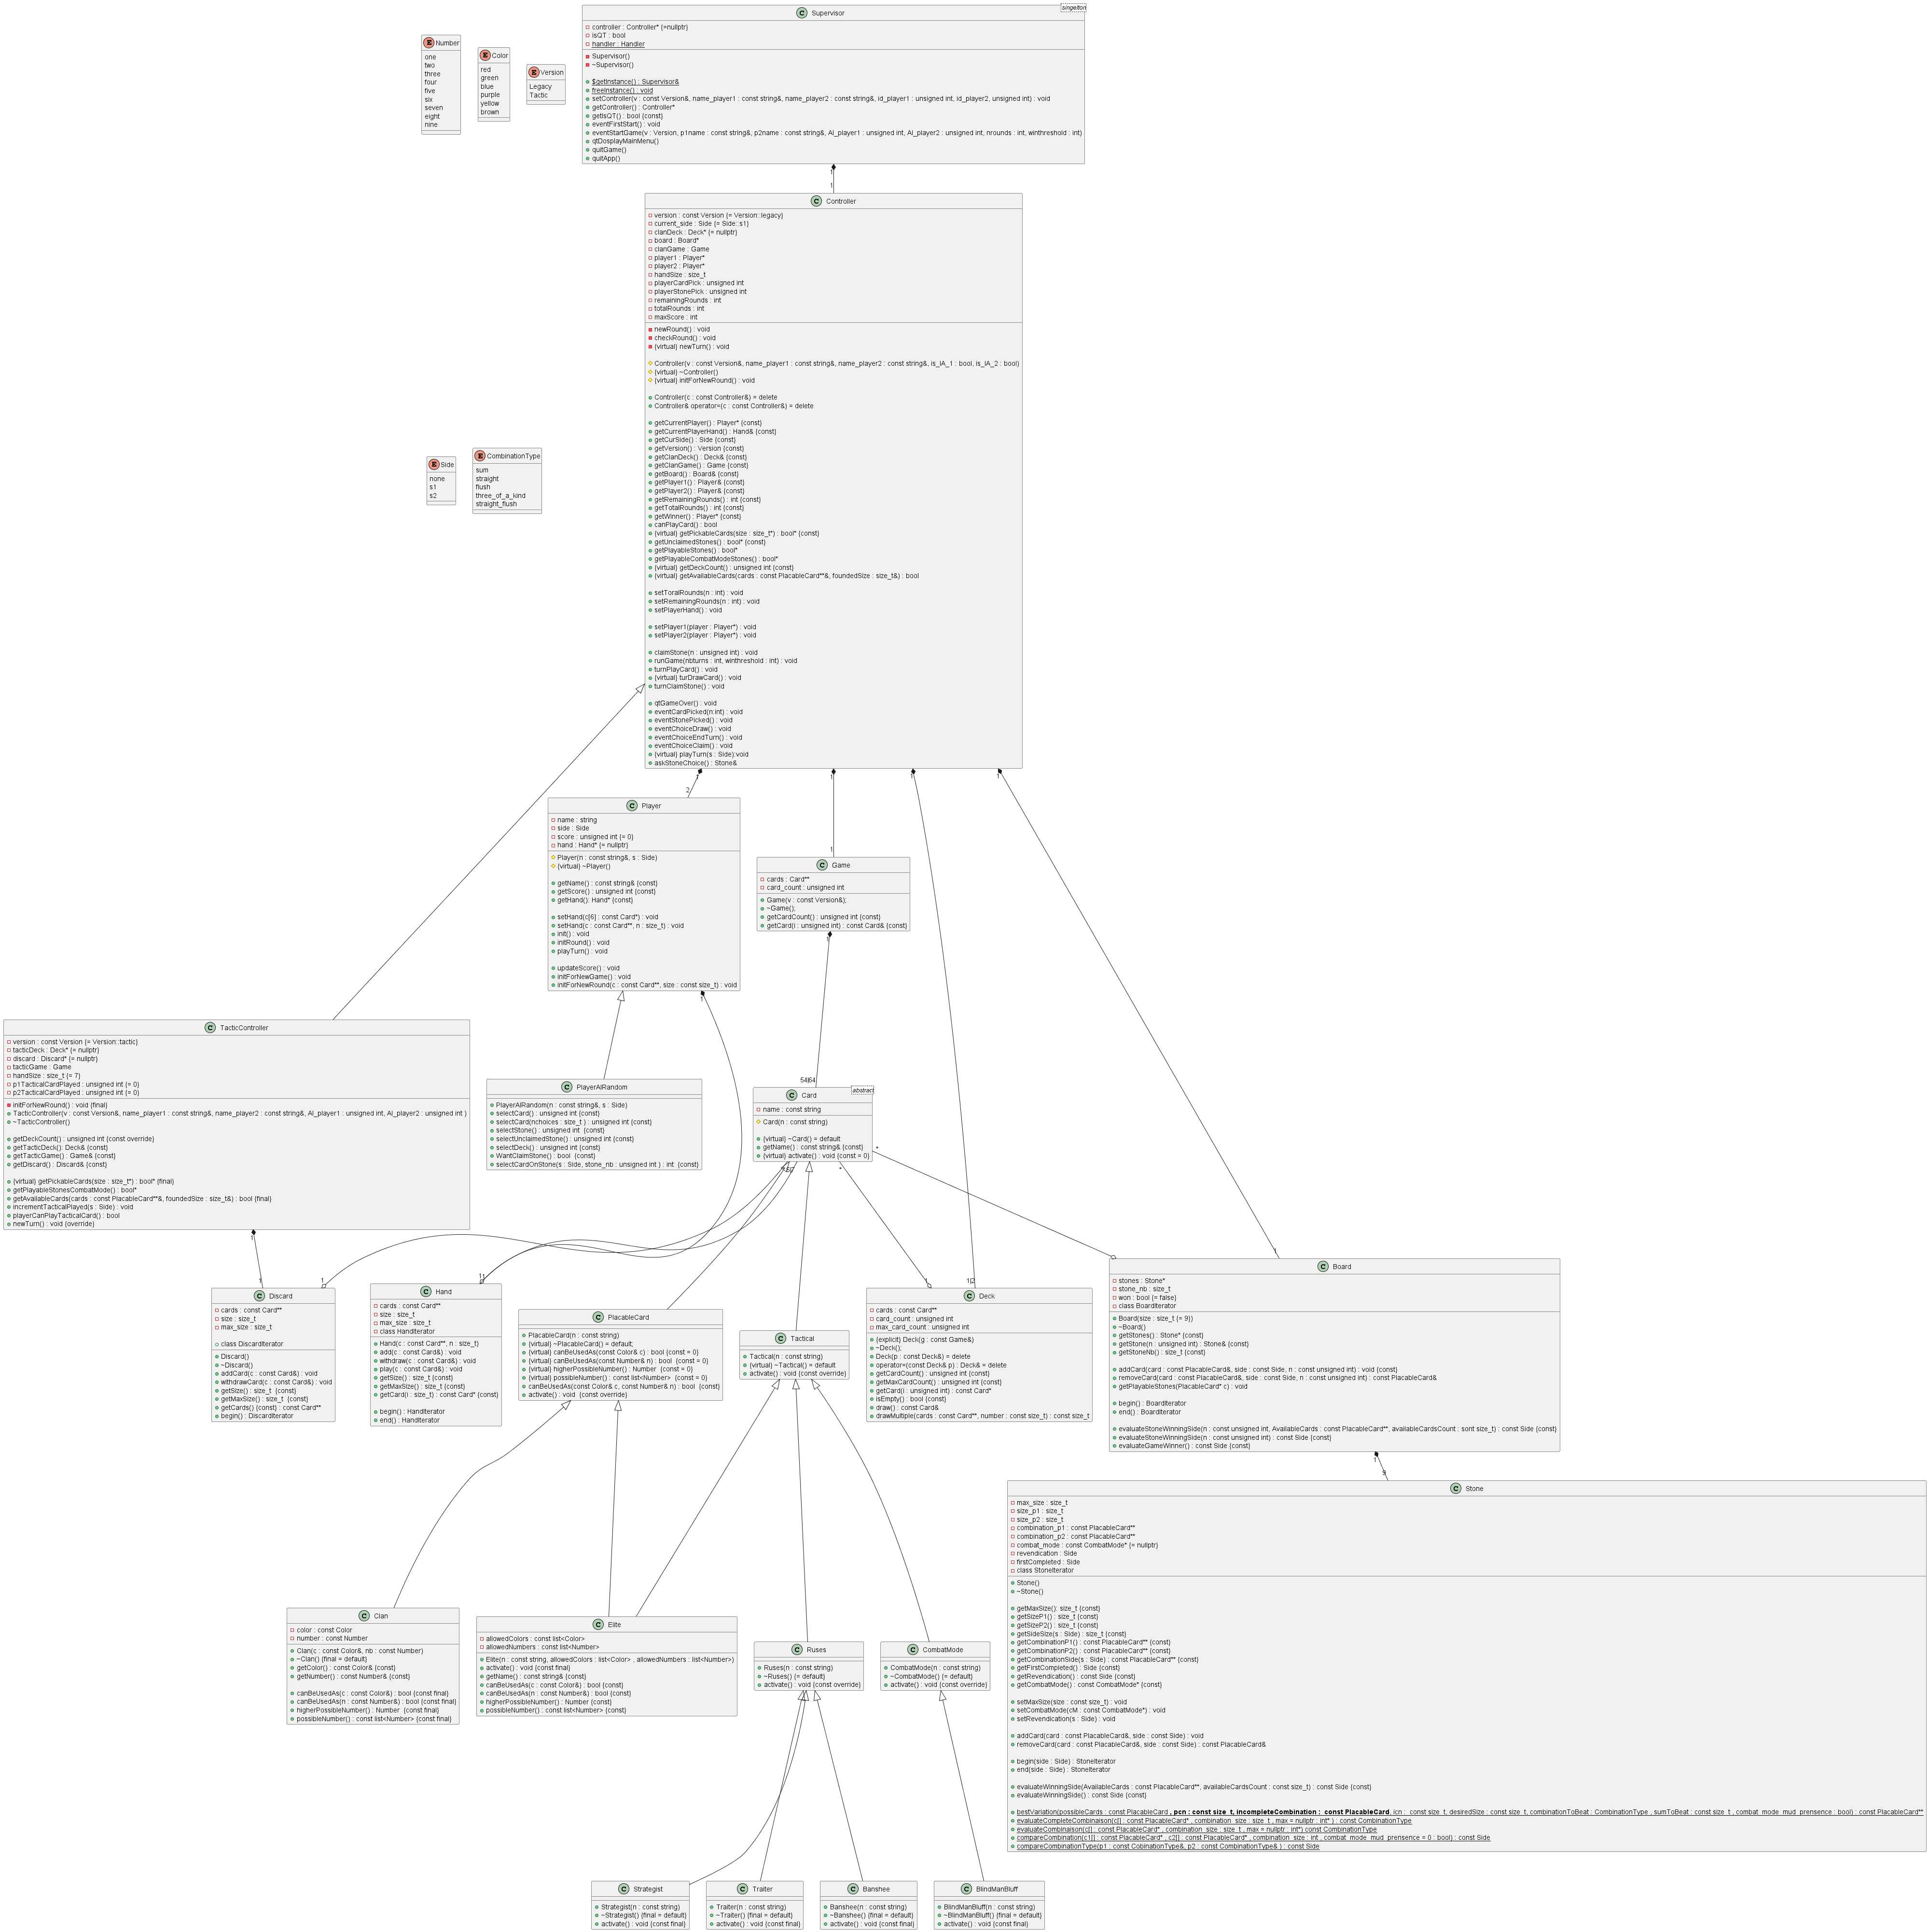 Supervisor
singelton
controller : Controller* {=nullptr}
isQT : bool
handler : Handler
Supervisor()
~Supervisor()
$getInstance() : Supervisor&
freeInstance() : void
setController(v : const Version&, name_player1 : const string&, name_player2 : const string&, id_player1 : unsigned int, id_player2, unsigned int) : void
getController() : Controller*
getIsQT() : bool {const}
eventFirstStart() : void
eventStartGame(v : Version, p1name : const string&, p2name : const string&, AI_player1 : unsigned int, AI_player2 : unsigned int, nrounds : int, winthreshold : int)
qtDosplayMainMenu()
quitGame()
quitApp()
Number
one
two
three
four
five
six
seven
eight
nine
Color
red
green
blue
purple
yellow
brown
Version
Legacy
Tactic
1
1
Controller
version : const Version {= Version::legacy}
current_side : Side {= Side::s1}
clanDeck : Deck* {= nullptr}
board : Board*
clanGame : Game
player1 : Player*
player2 : Player*
handSize : size_t
playerCardPick : unsigned int
playerStonePick : unsigned int
remainingRounds : int
totalRounds : int
maxScore : int
newRound() : void
checkRound() : void
{virtual} newTurn() : void
Controller(v : const Version&, name_player1 : const string&, name_player2 : const string&, is_IA_1 : bool, is_IA_2 : bool)
{virtual} ~Controller()
{virtual} initForNewRound() : void
Controller(c : const Controller&) = delete
Controller& operator=(c : const Controller&) = delete
getCurrentPlayer() : Player* {const}
getCurrentPlayerHand() : Hand& {const}
getCurSide() : Side {const}
getVersion() : Version {const}
getClanDeck() : Deck& {const}
getClanGame() : Game {const}
getBoard() : Board& {const}
getPlayer1() : Player& {const}
getPlayer2() : Player& {const}
getRemainingRounds() : int {const}
getTotalRounds() : int {const}
getWinner() : Player* {const}
canPlayCard() : bool
{virtual} getPickableCards(size : size_t*) : bool* {const}
getUnclaimedStones() : bool* {const}
getPlayableStones() : bool*
getPlayableCombatModeStones() : bool*
{virtual} getDeckCount() : unsigned int {const}
{virtual} getAvailableCards(cards : const PlacableCard**&, foundedSize : size_t&) : bool
setToralRounds(n : int) : void
setRemainingRounds(n : int) : void
setPlayerHand() : void
setPlayer1(player : Player*) : void
setPlayer2(player : Player*) : void
claimStone(n : unsigned int) : void
runGame(nbturns : int, winthreshold : int) : void
turnPlayCard() : void
{virtual} turDrawCard() : void
turnClaimStone() : void
qtGameOver() : void
eventCardPicked(n:int) : void
eventStonePicked() : void
eventChoiceDraw() : void
eventChoiceEndTurn() : void
eventChoiceClaim() : void
{virtual} playTurn(s : Side):void
askStoneChoice() : Stone&
Side
none
s1
s2
CombinationType
sum
straight
flush
three_of_a_kind
straight_flush
1
1
1
1
2
Player
name : string
side : Side
score : unsigned int {= 0}
hand : Hand* {= nullptr}
Player(n : const string&, s : Side)
{virtual} ~Player()
getName() : const string& {const}
getScore() : unsigned int {const}
getHand(): Hand* {const}
setHand(c[6] : const Card*) : void
setHand(c : const Card**, n : size_t) : void
init() : void
initRound() : void
playTurn() : void
updateScore() : void
initForNewGame() : void
initForNewRound(c : const Card**, size : const size_t) : void
1
1
Game
cards : Card**
card_count : unsigned int
Game(v : const Version&);
~Game();
getCardCount() : unsigned int {const}
getCard(i : unsigned int) : const Card& {const}
1
TacticController
version : const Version {= Version::tactic}
tacticDeck : Deck* {= nullptr}
discard : Discard* {= nullptr}
tacticGame : Game
handSize : size_t {= 7}
p1TacticalCardPlayed : unsigned int {= 0}
p2TacticalCardPlayed : unsigned int {= 0}
initForNewRound() : void {final}
TacticController(v : const Version&, name_player1 : const string&, name_player2 : const string&, AI_player1 : unsigned int, AI_player2 : unsigned int )
~TacticController()
getDeckCount() : unsigned int {const override}
getTacticDeck(): Deck& {const}
getTacticGame() : Game& {const}
getDiscard() : Discard& {const}
{virtual} getPickableCards(size : size_t*) : bool* {final}
getPlayableStonesCombatMode() : bool*
getAvailableCards(cards : const PlacableCard**&, foundedSize : size_t&) : bool {final}
incrementTacticalPlayed(s : Side) : void
playerCanPlayTacticalCard() : bool
newTurn() : void {override}
1
PlayerAIRandom
PlayerAIRandom(n : const string&, s : Side)
selectCard() : unsigned int {const}
selectCard(nchoices : size_t ) : unsigned int {const}
selectStone() : unsigned int {const}
selectUnclaimedStone() : unsigned int {const}
selectDeck() : unsigned int {const}
WantClaimStone() : bool {const}
selectCardOnStone(s : Side, stone_nb : unsigned int ) : int {const}
54|64
Card
abstract
name : const string
Card(n : const string)
{virtual} ~Card() = default
getName() : const string& {const}
{virtual} activate() : void {const = 0}
*
*
1
1
11
1
1|2
1
Discard
cards : const Card**
size : size_t
max_size : size_t
class DiscardIterator
Discard()
~Discard()
addCard(card : const Card&) : void
withdrawCard(c : const Card&) : void
getSize() : size_t {const}
getMaxSize() : size_t {const}
getCards() {const} : const Card**
begin() : DiscardIterator
Hand
cards : const Card**
size : size_t
max_size : size_t
class HandIterator
Hand(c : const Card**, n : size_t)
add(c : const Card&) : void
withdraw(c : const Card&) : void
play(c : const Card&) : void
getSize() : size_t {const}
getMaxSize() : size_t {const}
getCard(i : size_t) : const Card* {const}
begin() : HandIterator
end() : HandIterator
PlacableCard
PlacableCard(n : const string)
{virtual} ~PlacableCard() = default;
{virtual} canBeUsedAs(const Color& c) : bool {const = 0}
{virtual} canBeUsedAs(const Number& n) : bool {const = 0}
{virtual} higherPossibleNumber() : Number {const = 0}
{virtual} possibleNumber() : const list<Number> {const = 0}
canBeUsedAs(const Color& c, const Number& n) : bool {const}
activate() : void {const override}
Tactical
Tactical(n : const string)
{virtual} ~Tactical() = default
activate() : void {const override}
Deck
cards : const Card**
card_count : unsigned int
max_card_count : unsigned int
{explicit} Deck(g : const Game&)
~Deck();
Deck(p : const Deck&) = delete
operator=(const Deck& p) : Deck& = delete
getCardCount() : unsigned int {const}
getMaxCardCount() : unsigned int {const}
getCard(i : unsigned int) : const Card*
isEmpty() : bool {const}
draw() : const Card&
drawMultiple(cards : const Card**, number : const size_t) : const size_t
Board
stones : Stone*
stone_nb : size_t
won : bool {= false}
class BoardIterator
Board(size : size_t {= 9})
~Board()
getStones() : Stone* {const}
getStone(n : unsigned int) : Stone& {const}
getStoneNb() : size_t {const}
addCard(card : const PlacableCard&, side : const Side, n : const unsigned int) : void {const}
removeCard(card : const PlacableCard&, side : const Side, n : const unsigned int) : const PlacableCard&
getPlayableStones(PlacableCard* c) : void
begin() : BoardIterator
end() : BoardIterator
evaluateStoneWinningSide(n : const unsigned int, AvailableCards : const PlacableCard**, availableCardsCount : sont size_t) : const Side {const}
evaluateStoneWinningSide(n : const unsigned int) : const Side {const}
evaluateGameWinner() : const Side {const}
1
9
Stone
max_size : size_t
size_p1 : size_t
size_p2 : size_t
combination_p1 : const PlacableCard**
combination_p2 : const PlacableCard**
combat_mode : const CombatMode* {= nullptr}
revendication : Side
firstCompleted : Side
class StoneIterator
Stone()
~Stone()
getMaxSize(): size_t {const}
getSizeP1() : size_t {const}
getSizeP2() : size_t {const}
getSideSize(s : Side) : size_t {const}
getCombinationP1() : const PlacableCard** {const}
getCombinationP2() : const PlacableCard** {const}
getCombinationSide(s : Side) : const PlacableCard** {const}
getFirstCompleted() : Side {const}
getRevendication() : const Side {const}
getCombatMode() : const CombatMode* {const}
setMaxSize(size : const size_t) : void
setCombatMode(cM : const CombatMode*) : void
setRevendication(s : Side) : void
addCard(card : const PlacableCard&, side : const Side) : void
removeCard(card : const PlacableCard&, side : const Side) : const PlacableCard&
begin(side : Side) : StoneIterator
end(side : Side) : StoneIterator
evaluateWinningSide(AvailableCards : const PlacableCard**, availableCardsCount : const size_t) : const Side {const}
evaluateWinningSide() : const Side {const}
bestVariation(possibleCards : const PlacableCard , pcn : const size_t, incompleteCombination : const PlacableCard, icn : const size_t, desiredSize : const size_t, combinationToBeat : CombinationType , sumToBeat : const size_t , combat_mode_mud_prensence : bool) : const PlacableCard**
evaluateCompleteCombinaison(c[] : const PlacableCard* , combination_size : size_t , max = nullptr : int* ) : const CombinationType
evaluateCombinaison(c[] : const PlacableCard* , combination_size : size_t , max = nullptr : int*) const CombinationType
compareCombination(c1[] : const PlacableCard* , c2[] : const PlacableCard* , combination_size : int , combat_mode_mud_prensence = 0 : bool) : const Side
compareCombinationType(p1 : const CobinationType&, p2 : const CombinationType& ) : const Side
Clan
color : const Color
number : const Number
Clan(c : const Color&, nb : const Number)
~Clan() {final = default}
getColor() : const Color& {const}
getNumber() : const Number& {const}
canBeUsedAs(c : const Color&) : bool {const final}
canBeUsedAs(n : const Number&) : bool {const final}
higherPossibleNumber() : Number {const final}
possibleNumber() : const list<Number> {const final}
Elite
allowedColors : const list<Color>
allowedNumbers : const list<Number>
Elite(n : const string, allowedColors : list<Color> , allowedNumbers : list<Number>)
activate() : void {const final}
getName() : const string& {const}
canBeUsedAs(c : const Color&) : bool {const}
canBeUsedAs(n : const Number&) : bool {const}
higherPossibleNumber() : Number {const}
possibleNumber() : const list<Number> {const}
Ruses
Ruses(n : const string)
~Ruses() {= default}
activate() : void {const override}
CombatMode
CombatMode(n : const string)
~CombatMode() {= default}
activate() : void {const override}
Strategist
Strategist(n : const string)
~Strategist() {final = default}
activate() : void {const final}
Traiter
Traiter(n : const string)
~Traiter() {final = default}
activate() : void {const final}
Banshee
Banshee(n : const string)
~Banshee() {final = default}
activate() : void {const final}
BlindManBluff
BlindManBluff(n : const string)
~BlindManBluff() {final = default}
activate() : void {const final}